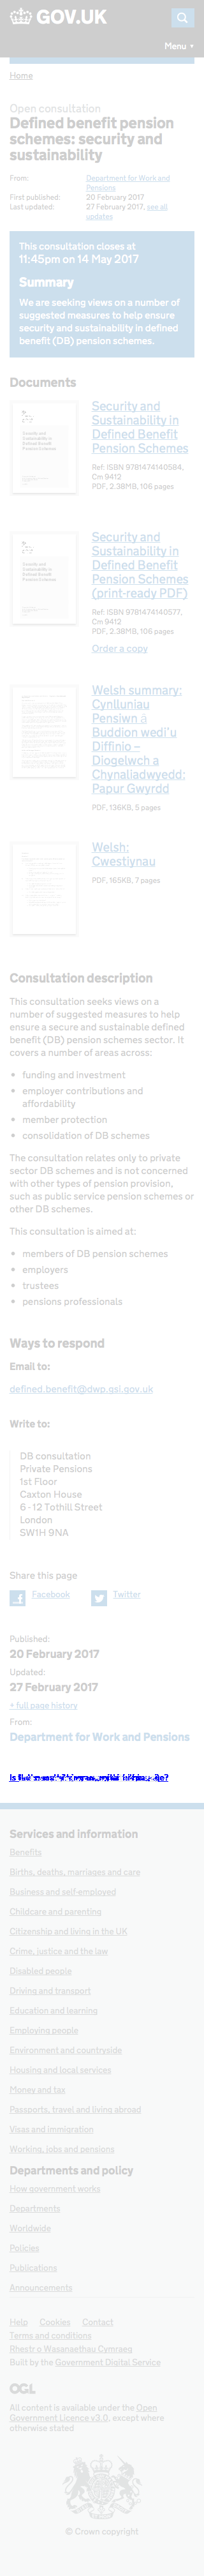 GOV.UK
Menu
Home
Open consultation
Defined benefit pension
schemes: security and
sustainability
From: Department for Work and
Pensions
First published: 20 February 2017
Last updated: 27 February 2017, see all
updates
This consultation closes at
11:45pm on 14 May 2017
Summary
We are seeking views on a number of
suggested measures to help ensure
security and sustainability in defined
benefit (DB) pension schemes.
Documents
Security and
Sustainability in
Defined Benefit
Pension Schemes
Ref: ISBN 9781474140584,
Cm 9412
PDF, 2.38MB, 106 pages
Security and
Sustainability in
Defined Benefit
Pension Schemes
(print-ready PDF)
Ref: ISBN 9781474140577,
Cm 9412
PDF, 2.38MB, 106 pages
Order a copy
Welsh summary:
Cynlluniau
Pensiwn â
Buddion wedi'u
Diffinio –
Diogelwch a
Chynaliadwyedd:
Papur Gwyrdd
PDF, 136KB, 5 pages
Welsh:
Cwestiynau
PDF, 165KB, 7 pages
Consultation description
This consultation seeks views on a
number of suggested measures to help
ensure a secure and sustainable defined
benefit (DB) pension schemes sector. It
covers a number of areas across:
• funding and investment
• employer contributions and
affordability
• member protection
• consolidation of DB schemes
The consultation relates only to private
sector DB schemes and is not concerned
with other types of pension provision,
such as public service pension schemes or
other DB schemes.
This consultation is aimed at:
• members of DB pension schemes
• employers
• trustees
• pensions professionals
Ways to respond
Email to:
defined.benefit@dwp.gsi.gov.uk
Write to:
DB consultation
Private Pensions
1st Floor
Caxton House
6 - 12 Tothill Street
London
SW1H 9NA
Share this page
Facebook Twitter
Published:
20 February 2017
Updated:
27 February 2017
+ full page history
From:
Department for Work and Pensions
Services and information
Benefits
Births, deaths, marriages and care
Business and self-employed
Childcare and parenting
Citizenship and living in the UK
Crime, justice and the law
Disabled people
Driving and transport
Education and learning
Employing people
Environment and countryside
Housing and local services
Money and tax
Passports, travel and living abroad
Visas and immigration
Working, jobs and pensions
Departments and policy
How government works
Departments
Worldwide
Policies
Publications
Announcements
Help Cookies Contact
Terms and conditions
Rhestr o Wasanaethau Cymraeg
Built by the Government Digital Service
OGL
All content is available under the Open
Government Licence v3.0, except where
otherwise stated
© Crown copyright